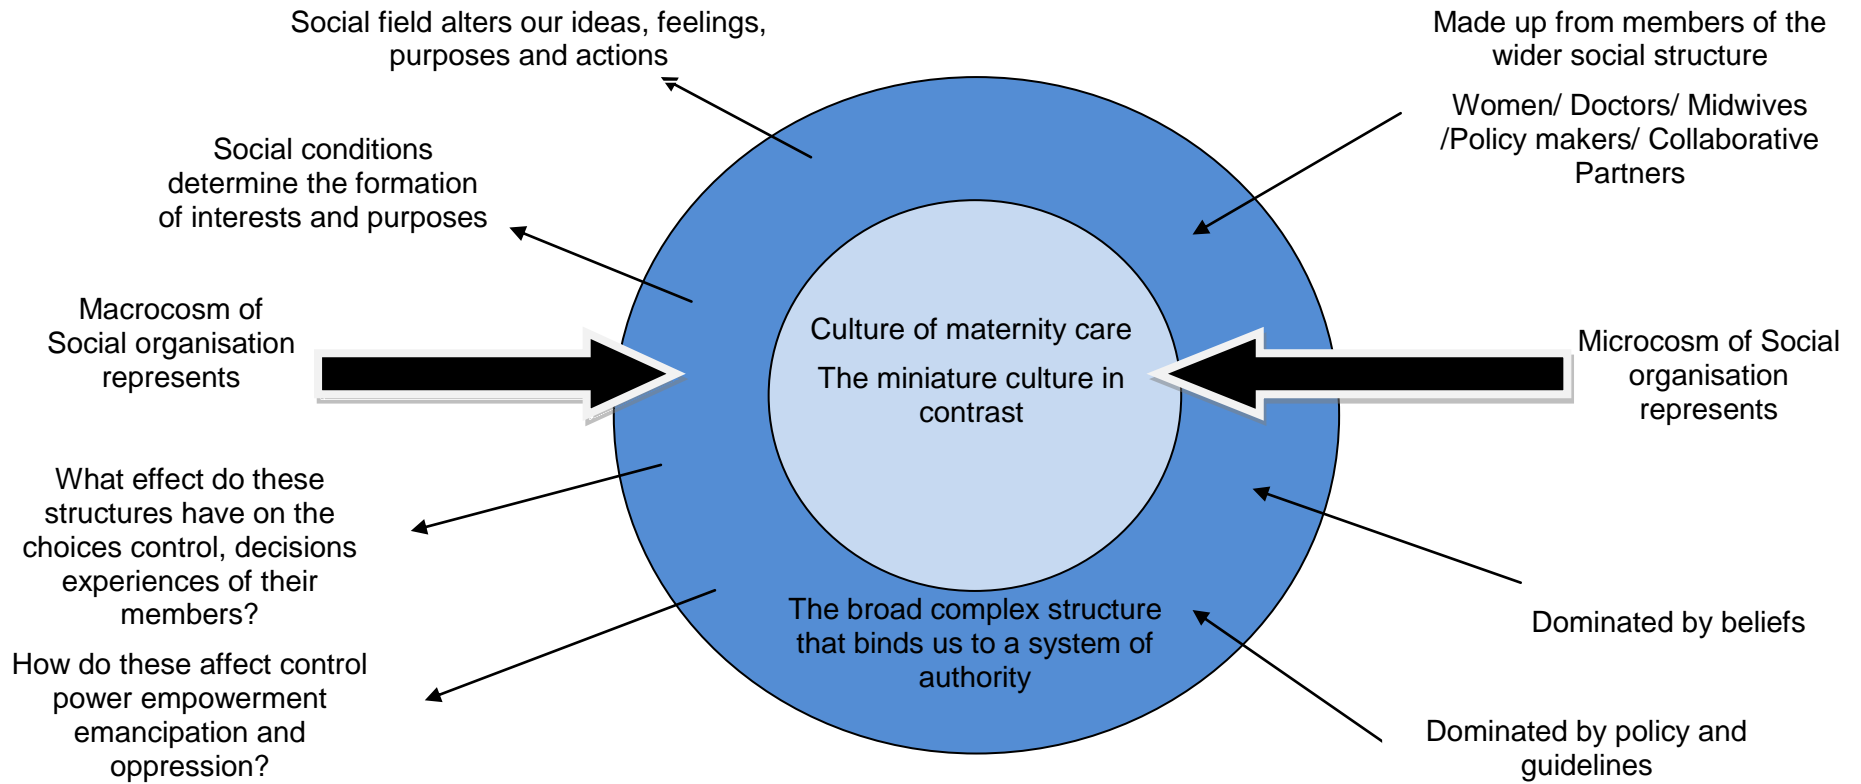 Social field alters our ideas, feelings,
purposes and actions
Social conditions
determine the formation
of interests and purposes
Macrocosm of
Social organisation
represents
What effect do these
structures have on the
choices control, decisions
experiences of their
members?
How do these affect control
power empowerment
emancipation and
oppression?
Culture of maternity care
The miniature culture in
contrast
The broad complex structure
that binds us to a system of
authority
Made up from members of the
wider social structure
Women/ Doctors/ Midwives
/Policy makers/ Collaborative
Partners
Microcosm of Social
organisation
represents
Dominated by beliefs
Dominated by policy and
guidelines